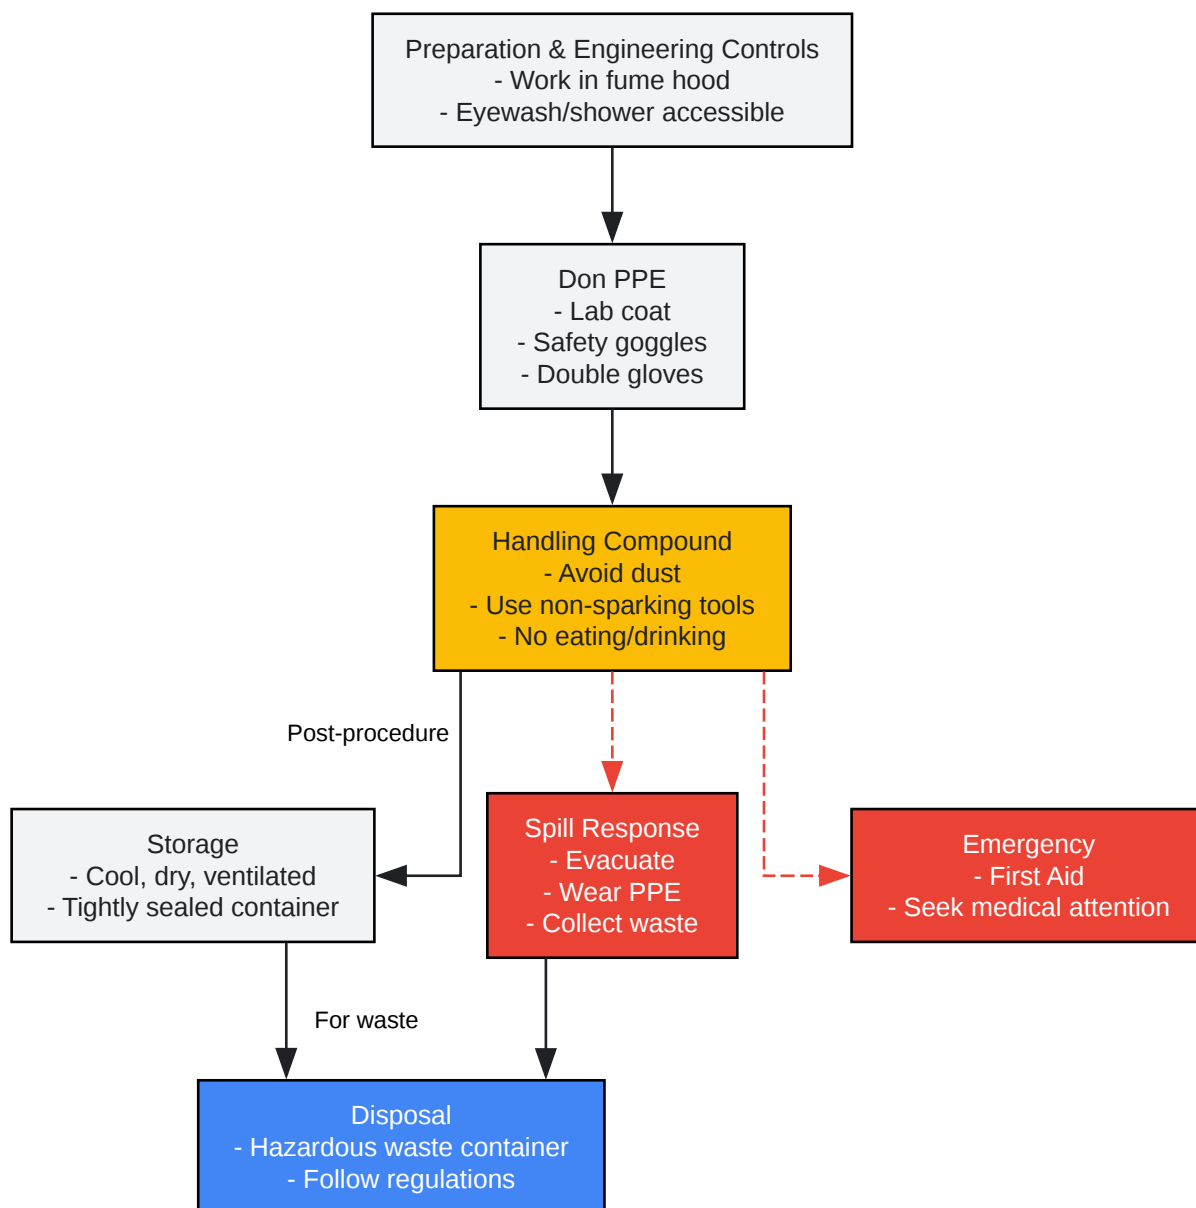 Preparation & Engineering Controls
- Work in fume hood
- Eyewash/shower accessible
Don PPE
- Lab coat
- Safety goggles
- Double gloves
Handling Compound
- Avoid dust
- Use non-sparking tools
- No eating/drinking
Post-procedure
Storage
- Cool, dry, ventilated
- Tightly sealed container
Spill Response
- Evacuate
- Wear PPE
- Collect waste
Emergency
- First Aid
- Seek medical attention
For waste
Disposal
- Hazardous waste container
- Follow regulations